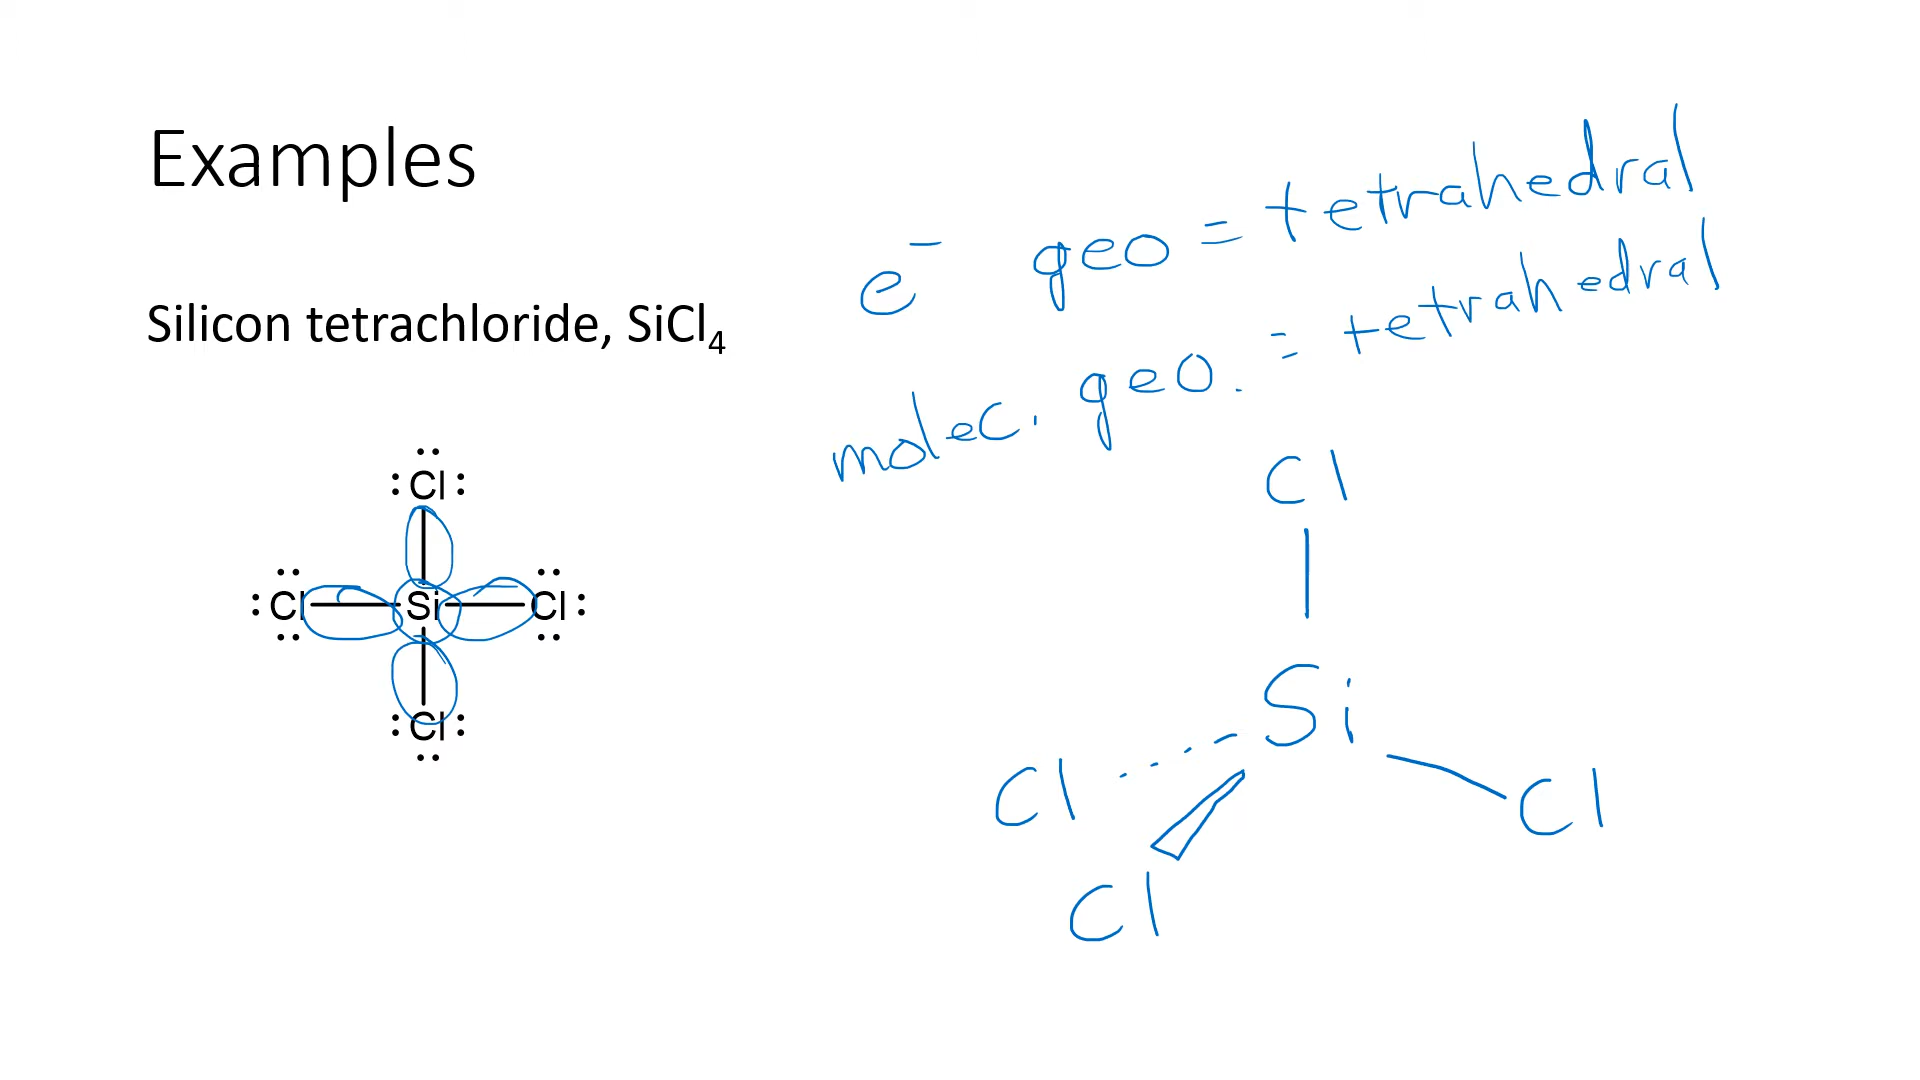 Examples
e⁻ geo = tetrahedral
Silicon tetrachloride, SiCl₄
molec. geo. = tetrahedral
Cl
Cl Si Cl
Cl
Cl
Si
Cl
Cl
Cl